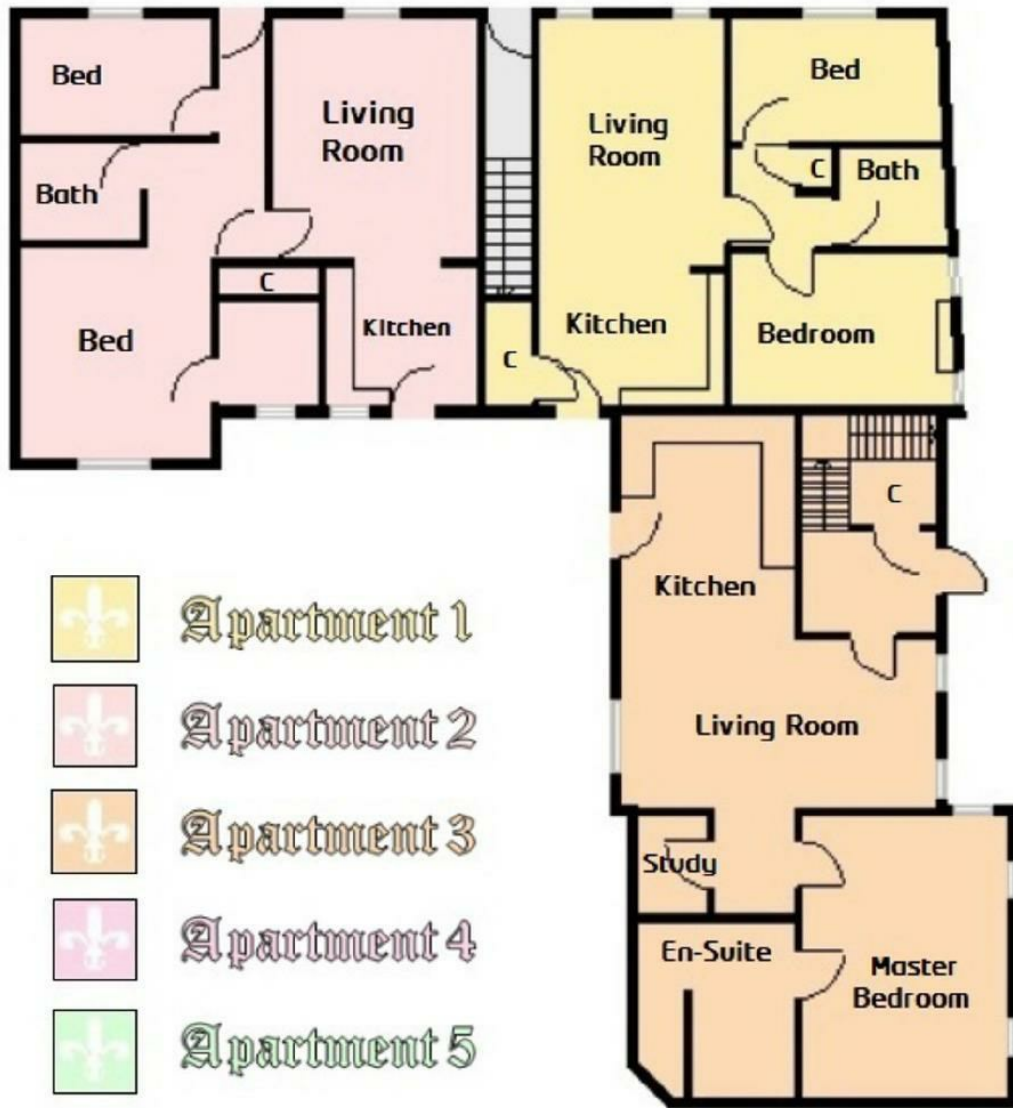 Bed
Living
Room
Bath
C
Bed
Kitchen
C
Living
Room
Bed
C
Bath
Kitchen
Bedroom
C
Kitchen
Living Room
Study
En-Suite
Master
Bedroom
Apartment 1
Apartment 2
Apartment 3
Apartment 4
Apartment 5